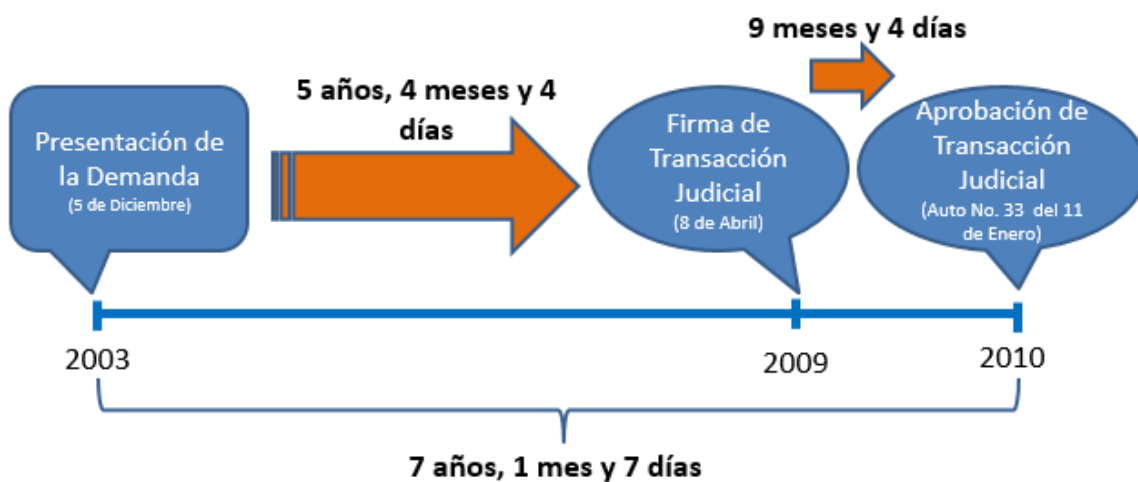 9 meses y 4 días
5 años, 4 meses y 4
días
Presentación de
la Demanda
(5 de Diciembre)
Firma de
Transacción
Judicial
(8 de Abril)
Aprobación de
Transacción
Judicial
(Auto No. 33 del 11
de Enero)
2003
2009
2010
7 años, 1 mes y 7 días